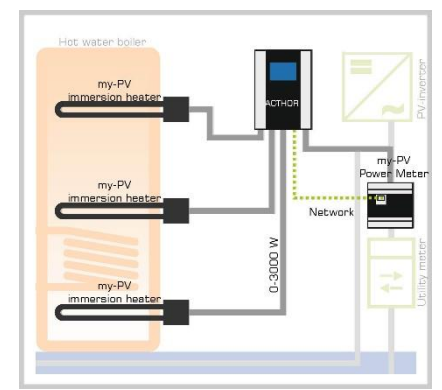 Hot water boiler
my-PV
immersion heater
ACTHOR
PV-inverter
my-PV
Power Meter
my-PV
immersion heater
Network
0-3000 W
Utility meter
my-PV
immersion heater